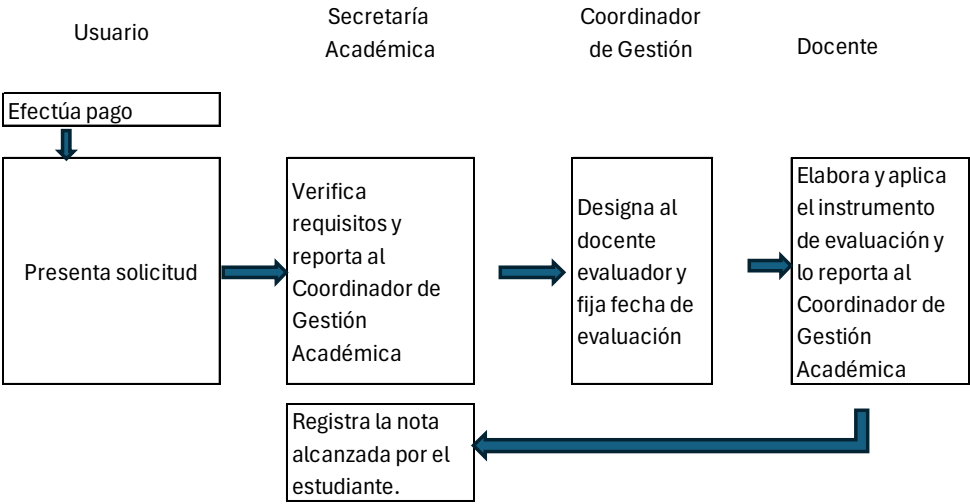 Usuario
Secretaría
Académica
Coordinador
de Gestión
Docente
Efectúa pago
Presenta solicitud
Verifica
requisitos y
reporta al
Coordinador de
Gestión
Académica
Designa al
docente
evaluador y
fija fecha de
evaluación
Elabora y aplica
el instrumento
de evaluación y
lo reporta al
Coordinador de
Gestión
Académica
Registra la nota
alcanzada por el
estudiante.